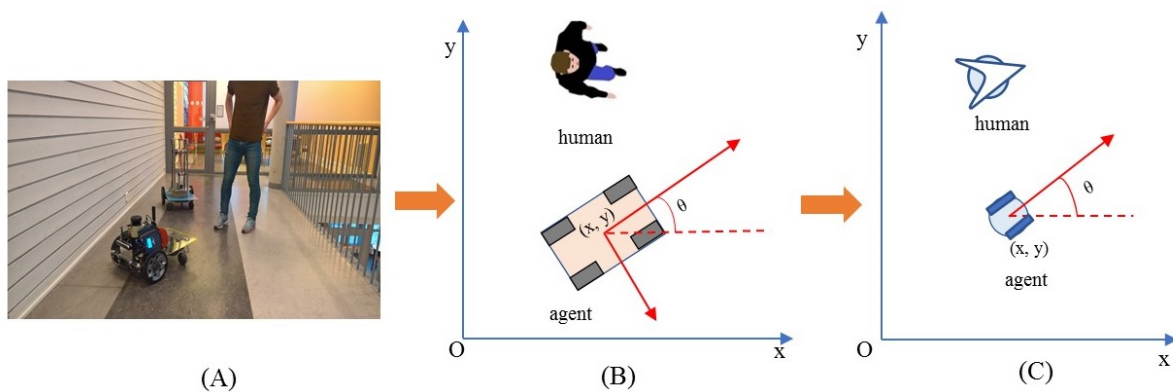 y
human
θ
(x, y)
agent
O
x
(B)
(A)
y
human
θ
(x, y)
agent
O
x
(C)